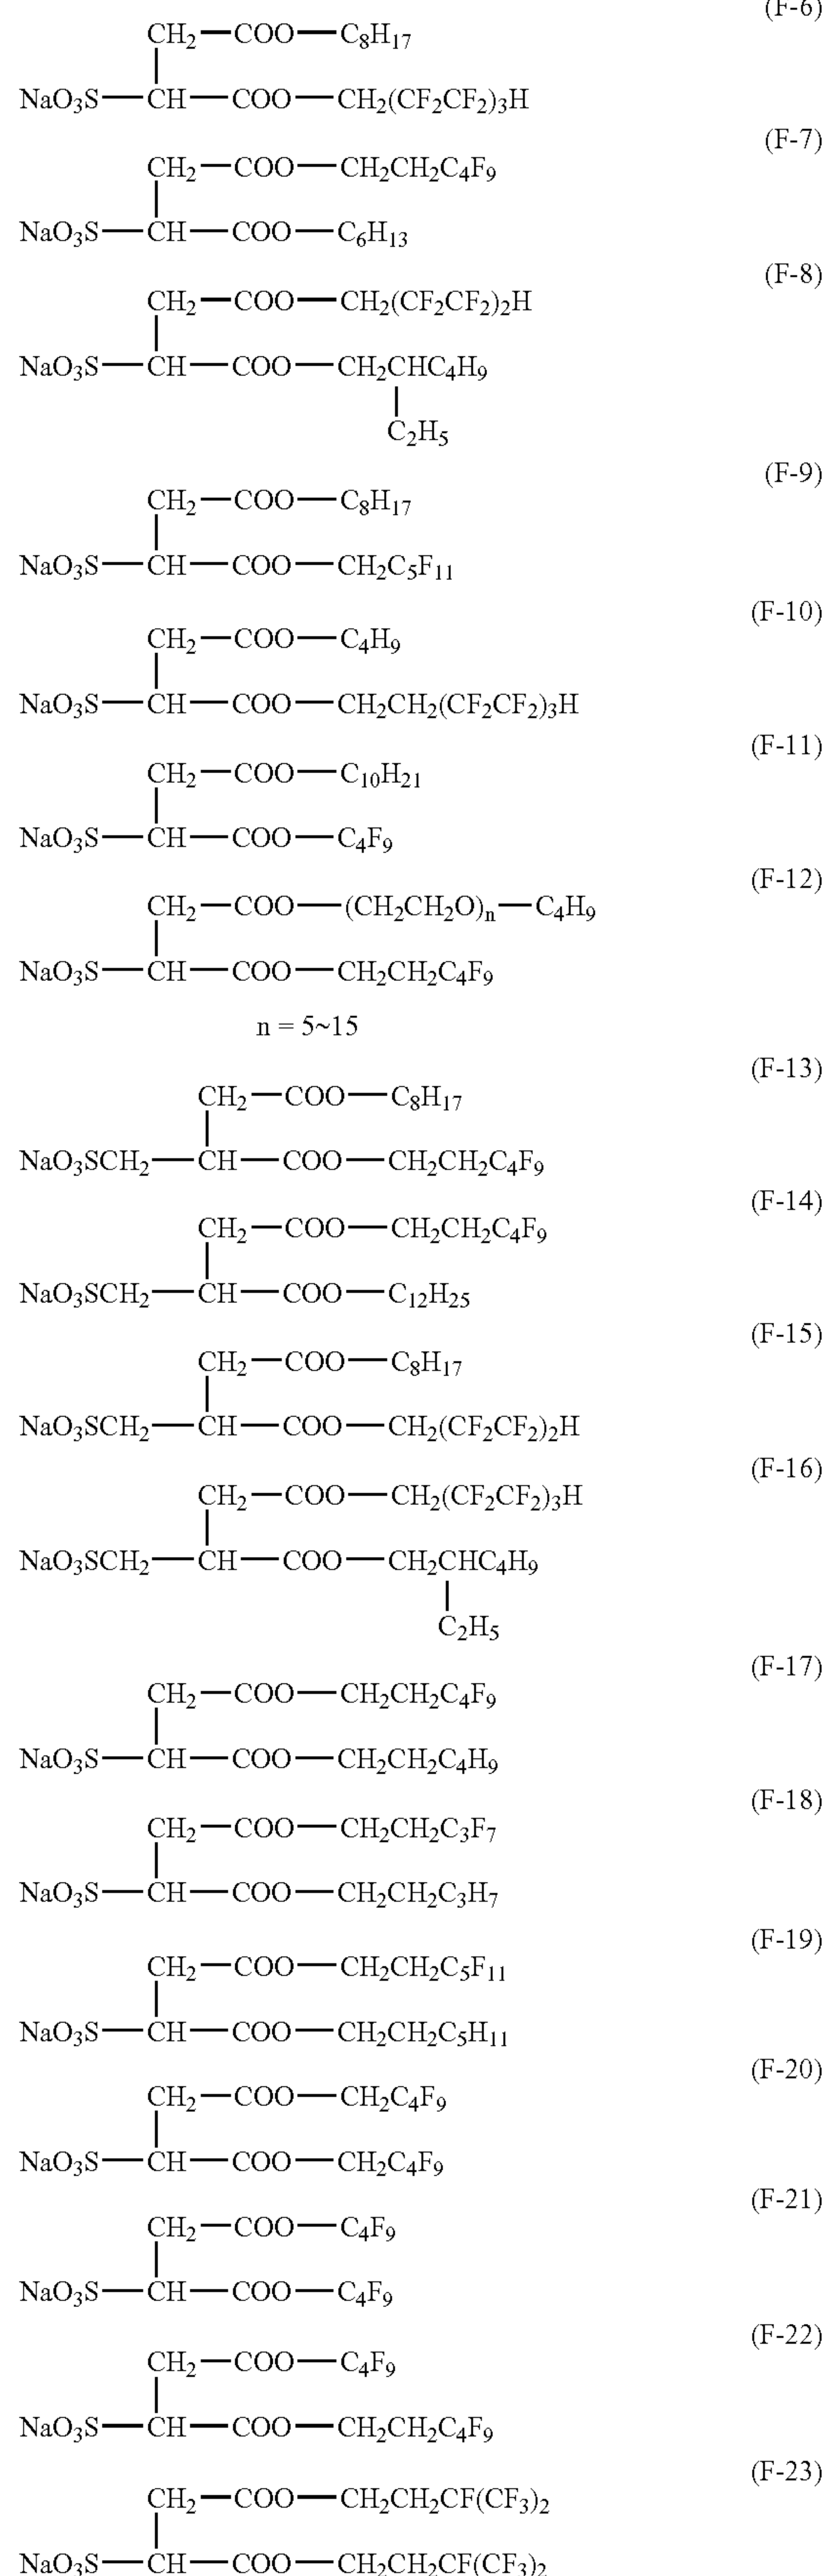 (F-6)
CH₂—COO—C₈H₁₇
NaO₃S—CH—COO—CH₂(CF₂CF₂)₃H
(F-7)
CH₂—COO—CH₂CH₂C₄F₉
NaO₃S—CH—COO—C₆H₁₃
(F-8)
CH₂—COO—CH₂(CF₂CF₂)₂H
NaO₃S—CH—COO—CH₂CHC₄H₉
C₂H₅
(F-9)
CH₂—COO—C₈H₁₇
NaO₃S—CH—COO—CH₂C₅F₁₁
(F-10)
CH₂—COO—C₄H₉
NaO₃S—CH—COO—CH₂CH₂(CF₂CF₂)₃H
(F-11)
CH₂—COO—C₁₀H₂₁
NaO₃S—CH—COO—C₄F₉
(F-12)
CH₂—COO—(CH₂CH₂O)ₙ—C₄H₉
NaO₃S—CH—COO—CH₂CH₂C₄F₉
n = 5~15
(F-13)
CH₂—COO—C₈H₁₇
NaO₃SCH₂—CH—COO—CH₂CH₂C₄F₉
(F-14)
CH₂—COO—CH₂CH₂C₄F₉
NaO₃SCH₂—CH—COO—C₁₂H₂₅
(F-15)
CH₂—COO—C₈H₁₇
NaO₃SCH₂—CH—COO—CH₂(CF₂CF₂)₂H
(F-16)
CH₂—COO—CH₂(CF₂CF₂)₃H
NaO₃SCH₂—CH—COO—CH₂CHC₄H₉
C₂H₅
(F-17)
CH₂—COO—CH₂CH₂C₄F₉
NaO₃S—CH—COO—CH₂CH₂C₄H₉
(F-18)
CH₂—COO—CH₂CH₂C₃F₇
NaO₃S—CH—COO—CH₂CH₂C₃H₇
(F-19)
CH₂—COO—CH₂CH₂C₅F₁₁
NaO₃S—CH—COO—CH₂CH₂C₅H₁₁
(F-20)
CH₂—COO—CH₂C₄F₉
NaO₃S—CH—COO—CH₂C₄F₉
(F-21)
CH₂—COO—C₄F₉
NaO₃S—CH—COO—C₄F₉
(F-22)
CH₂—COO—C₄F₉
NaO₃S—CH—COO—CH₂CH₂C₄F₉
(F-23)
CH₂—COO—CH₂CH₂CF(CF₃)₂
NaO₃S—CH—COO—CH₂CH₂CF(CF₃)₂